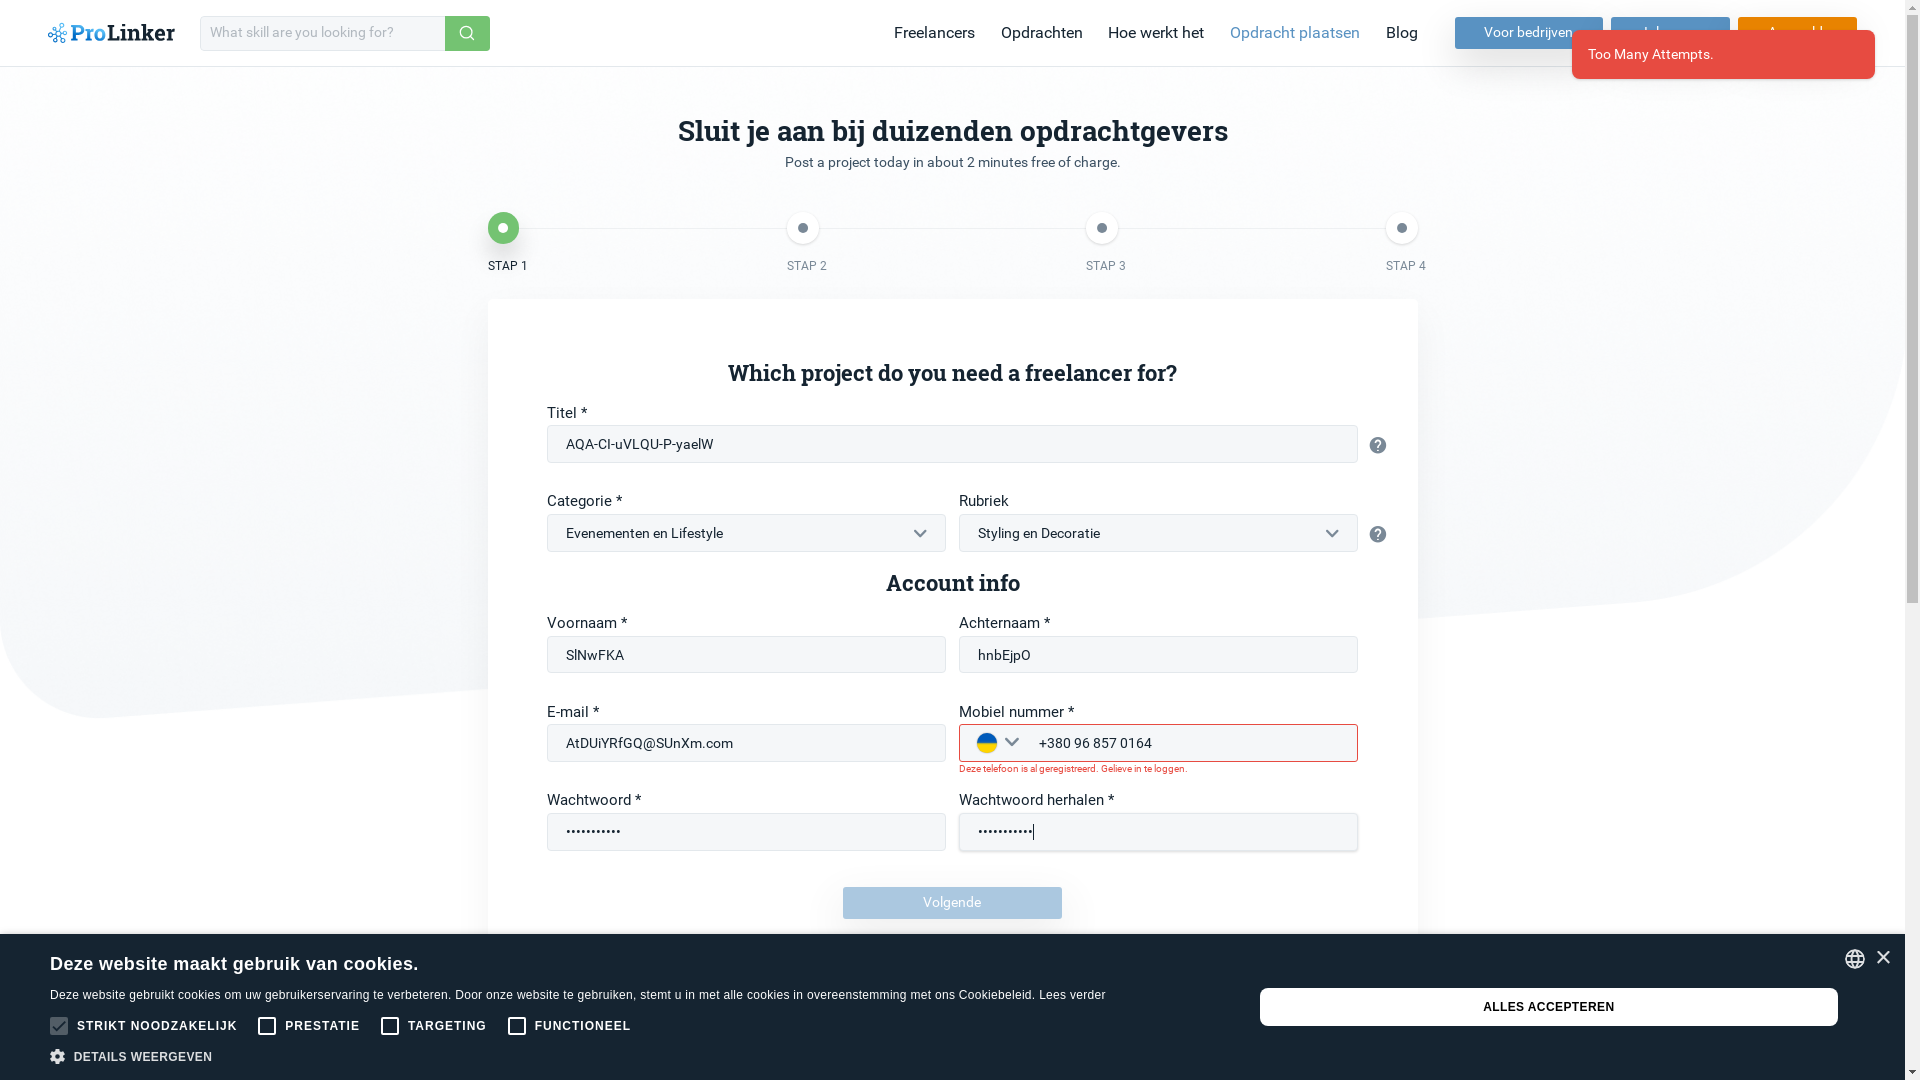 ProLinker
What skill are you looking for?
Freelancers
Opdrachten
Hoe werkt het
Opdracht plaatsen
Blog
Voor bedrijven
Too Many Attempts.
Sluit je aan bij duizenden opdrachtgevers
Post a project today in about 2 minutes free of charge.
STAP 1
STAP 2
STAP 3
STAP 4
Which project do you need a freelancer for?
Titel *
AQA-CI-uVLQU-P-yaelW
Categorie *
Rubriek
Evenementen en Lifestyle
Styling en Decoratie
Account info
Voornaam *
Achternaam *
SlNwFKA
hnbEjpO
E-mail *
Mobiel nummer *
AtDUiYRfGQ@SUnXm.com
+380 96 857 0164
Deze telefoon is al geregistreerd. Gelieve in te loggen.
Wachtwoord *
Wachtwoord herhalen *
•••••••••••
•••••••••••
Volgende
Deze website maakt gebruik van cookies.
Deze website gebruikt cookies om uw gebruikerservaring te verbeteren. Door onze website te gebruiken, stemt u in met alle cookies in overeenstemming met ons Cookiebeleid. Lees verder
STRIKT NOODZAKELIJK
PRESTATIE
TARGETING
FUNCTIONEEL
DETAILS WEERGEVEN
ALLES ACCEPTEREN